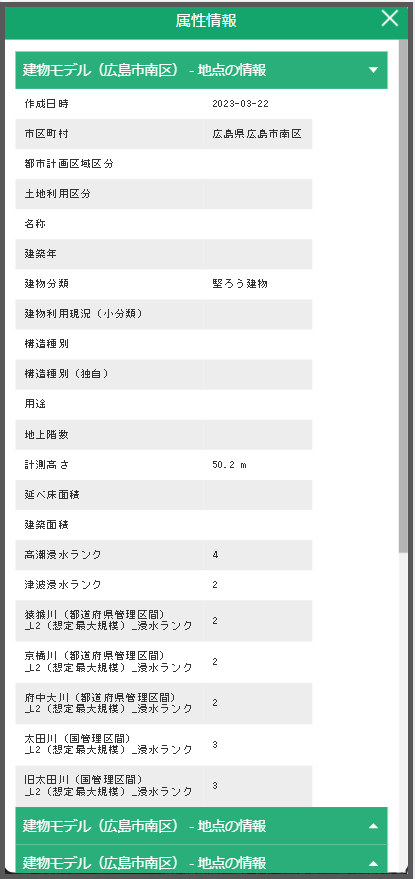 属性情報
建物モデル（広島市南区） - 地点の情報
作成日時 2023-03-22
市区町村 広島県広島市南区
都市計画区域区分
土地利用区分
名称
建築年
建物分類 堅ろう建物
建物利用現況（小分類）
構造種別
構造種別（独自）
用途
地上階数
計測高さ 50.2 m
延べ床面積
建築面積
高潮浸水ランク 4
津波浸水ランク 2
猿猴川（都道府県管理区間）
_L2（想定最大規模）_浸水ランク 2
京橋川（都道府県管理区間）
_L2（想定最大規模）_浸水ランク 2
府中大川（都道府県管理区間）
_L2（想定最大規模）_浸水ランク 2
太田川（国管理区間）
_L2（想定最大規模）_浸水ランク 3
旧太田川（国管理区間）
_L2（想定最大規模）_浸水ランク 3
建物モデル（広島市南区） - 地点の情報
建物モデル（広島市南区） - 地点の情報